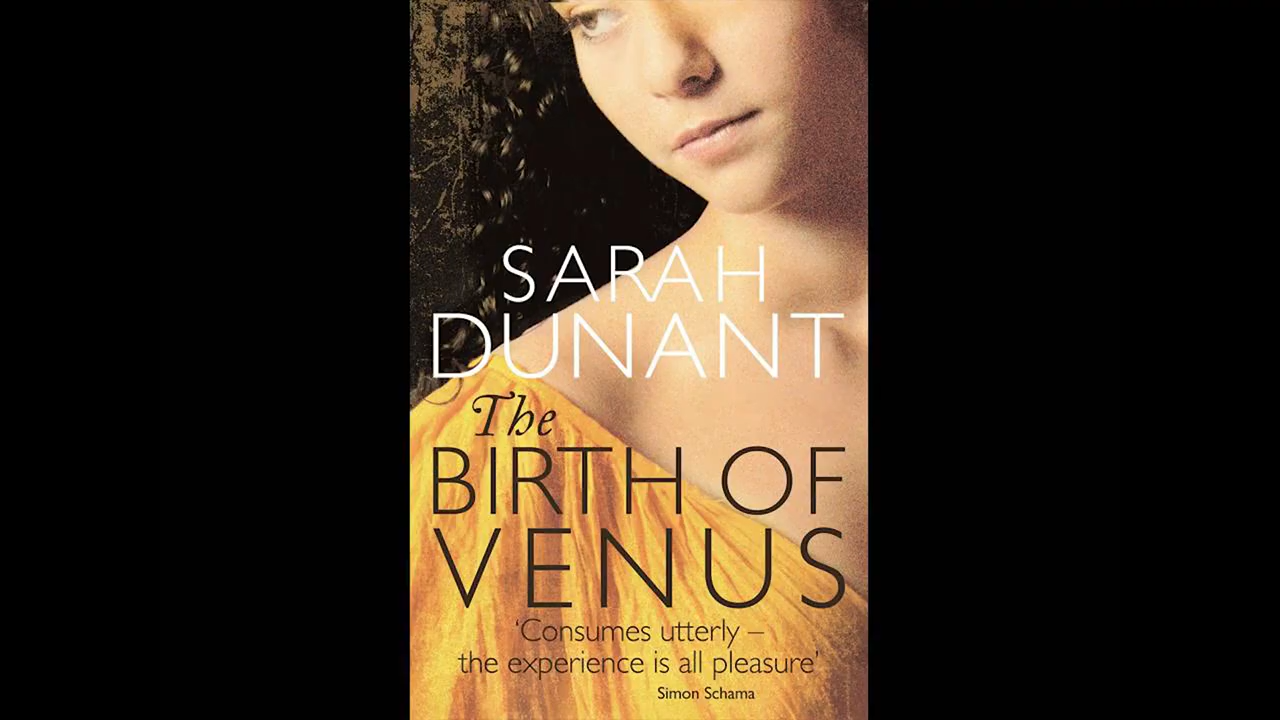 SARAH
DUNANT
The
BIRTH OF
VENUS
‘Consumes utterly –
the experience is all pleasure’
Simon Schama